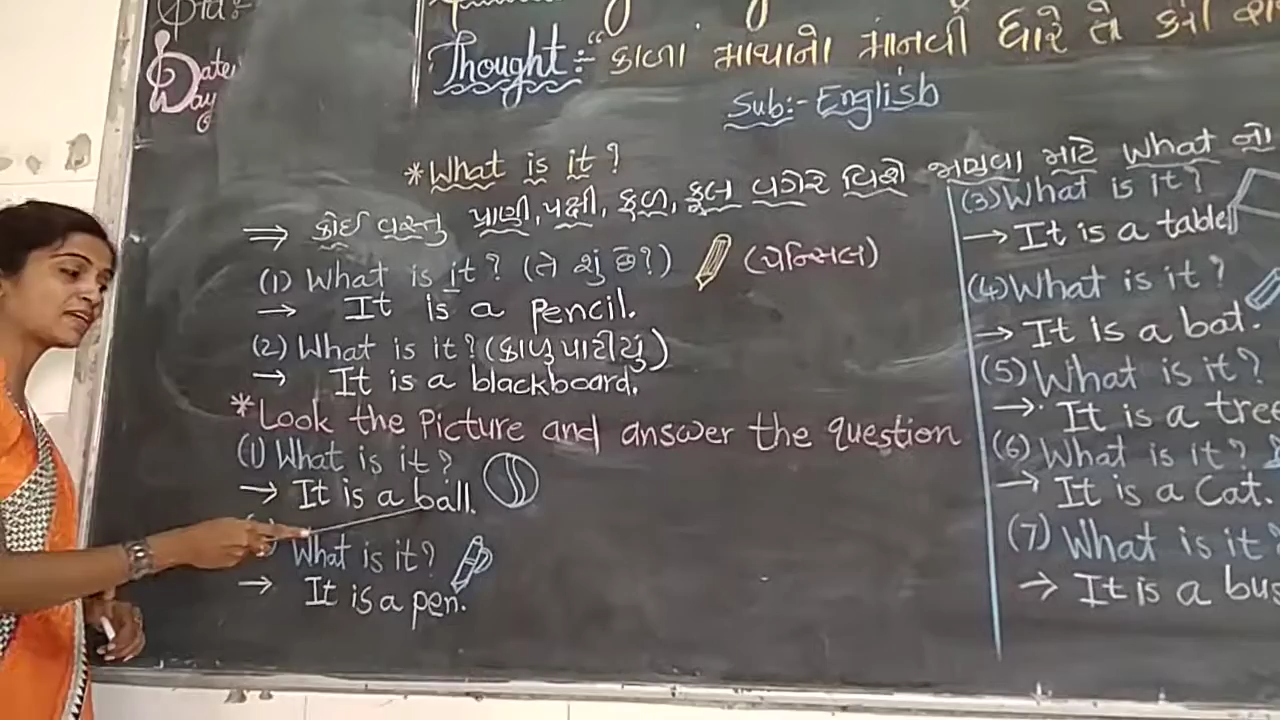 Date
Day
Thought:- "કાળા માથાનો માનવી ધારે તે કરી
Sub:- English
*What is it?
⇒ કોઈ વસ્તુ પ્રાણી, પક્ષી, ફળ, ફૂલ વગેરે વિશે જાણવા માટે What નો
(1) What is it? (તે શું છે?) (પેન્સિલ)
→ It is a pencil.
(2) What is it? (કાળુ પાટીયું)
→ It is a blackboard.
*Look the Picture and answer the question
(1) What is it?
→ It is a ball.
What is it?
→ It is a pen.
(3) What is it?
→ It is a table
(4) What is it?
→ It is a bat.
(5) What is it?
→ It is a tree
(6) What is it?
→ It is a Cat.
(7) What is it?
→ It is a bus